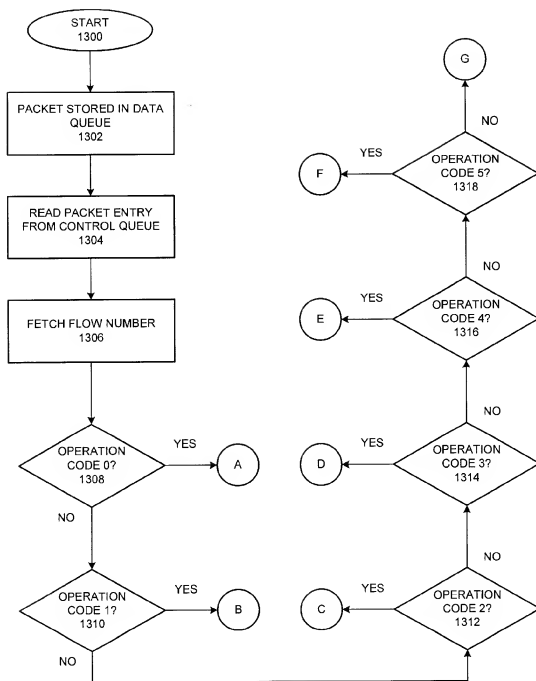 START
1300
PACKET STORED IN DATA
QUEUE
1302
READ PACKET ENTRY
FROM CONTROL QUEUE
1304
FETCH FLOW NUMBER
1306
OPERATION
CODE 0?
1308
YES
A
NO
OPERATION
CODE 1?
1310
YES
B
NO
OPERATION
CODE 2?
1312
YES
C
NO
OPERATION
CODE 3?
1314
YES
D
NO
OPERATION
CODE 4?
1316
YES
E
NO
OPERATION
CODE 5?
1318
YES
F
NO
G